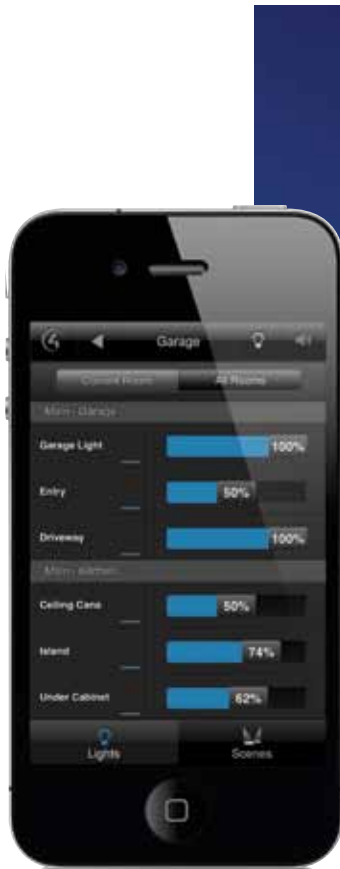 Garage
Current Room All Rooms
Main - Garage
Garage Light 100%
Entry 50%
Driveway 100%
Main - Kitchen
Ceiling Cans 50%
Island 74%
Under Cabinet 62%
Lights Scenes